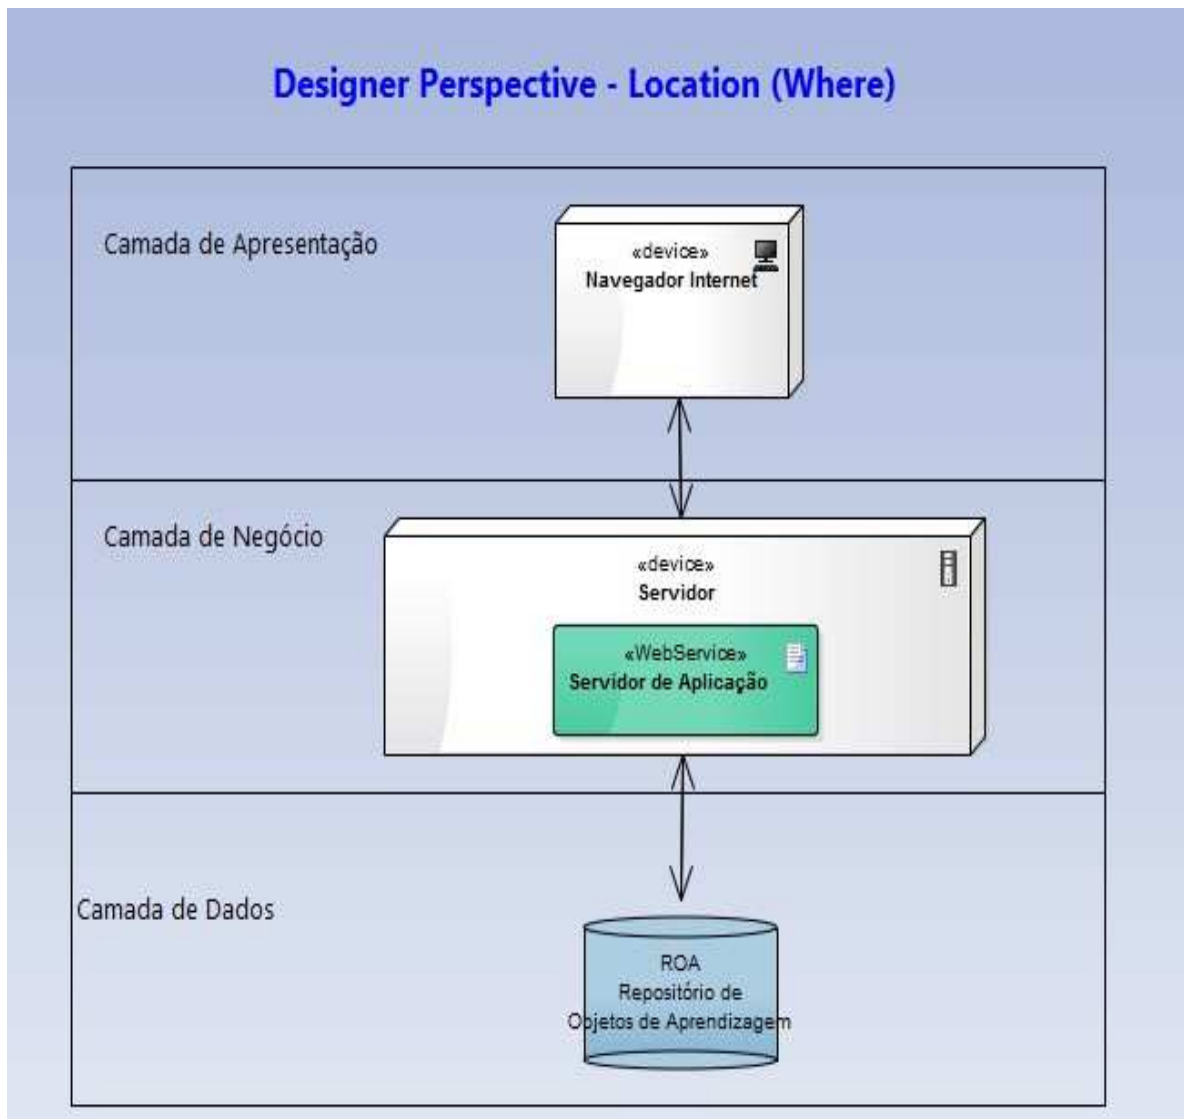 Designer Perspective - Location (Where)
Camada de Apresentação
«device»
Navegador Internet
Camada de Negócio
«device»
Servidor
«WebService»
Servidor de Aplicação
Camada de Dados
ROA
Repositório de
Objetos de Aprendizagem